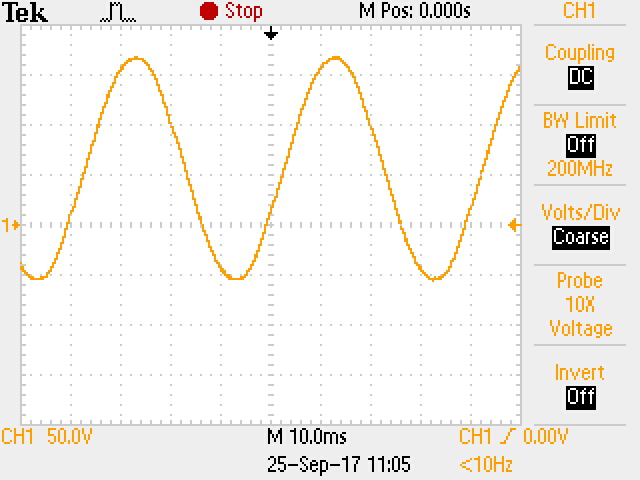 Tek Stop M Pos: 0.000s CH1
Coupling
DC
BW Limit
Off
200MHz
1
Volts/Div
Coarse
Probe
10X
Voltage
Invert
Off
CH1 50.0V M 10.0ms CH1 0.00V
25-Sep-17 11:05 <10Hz